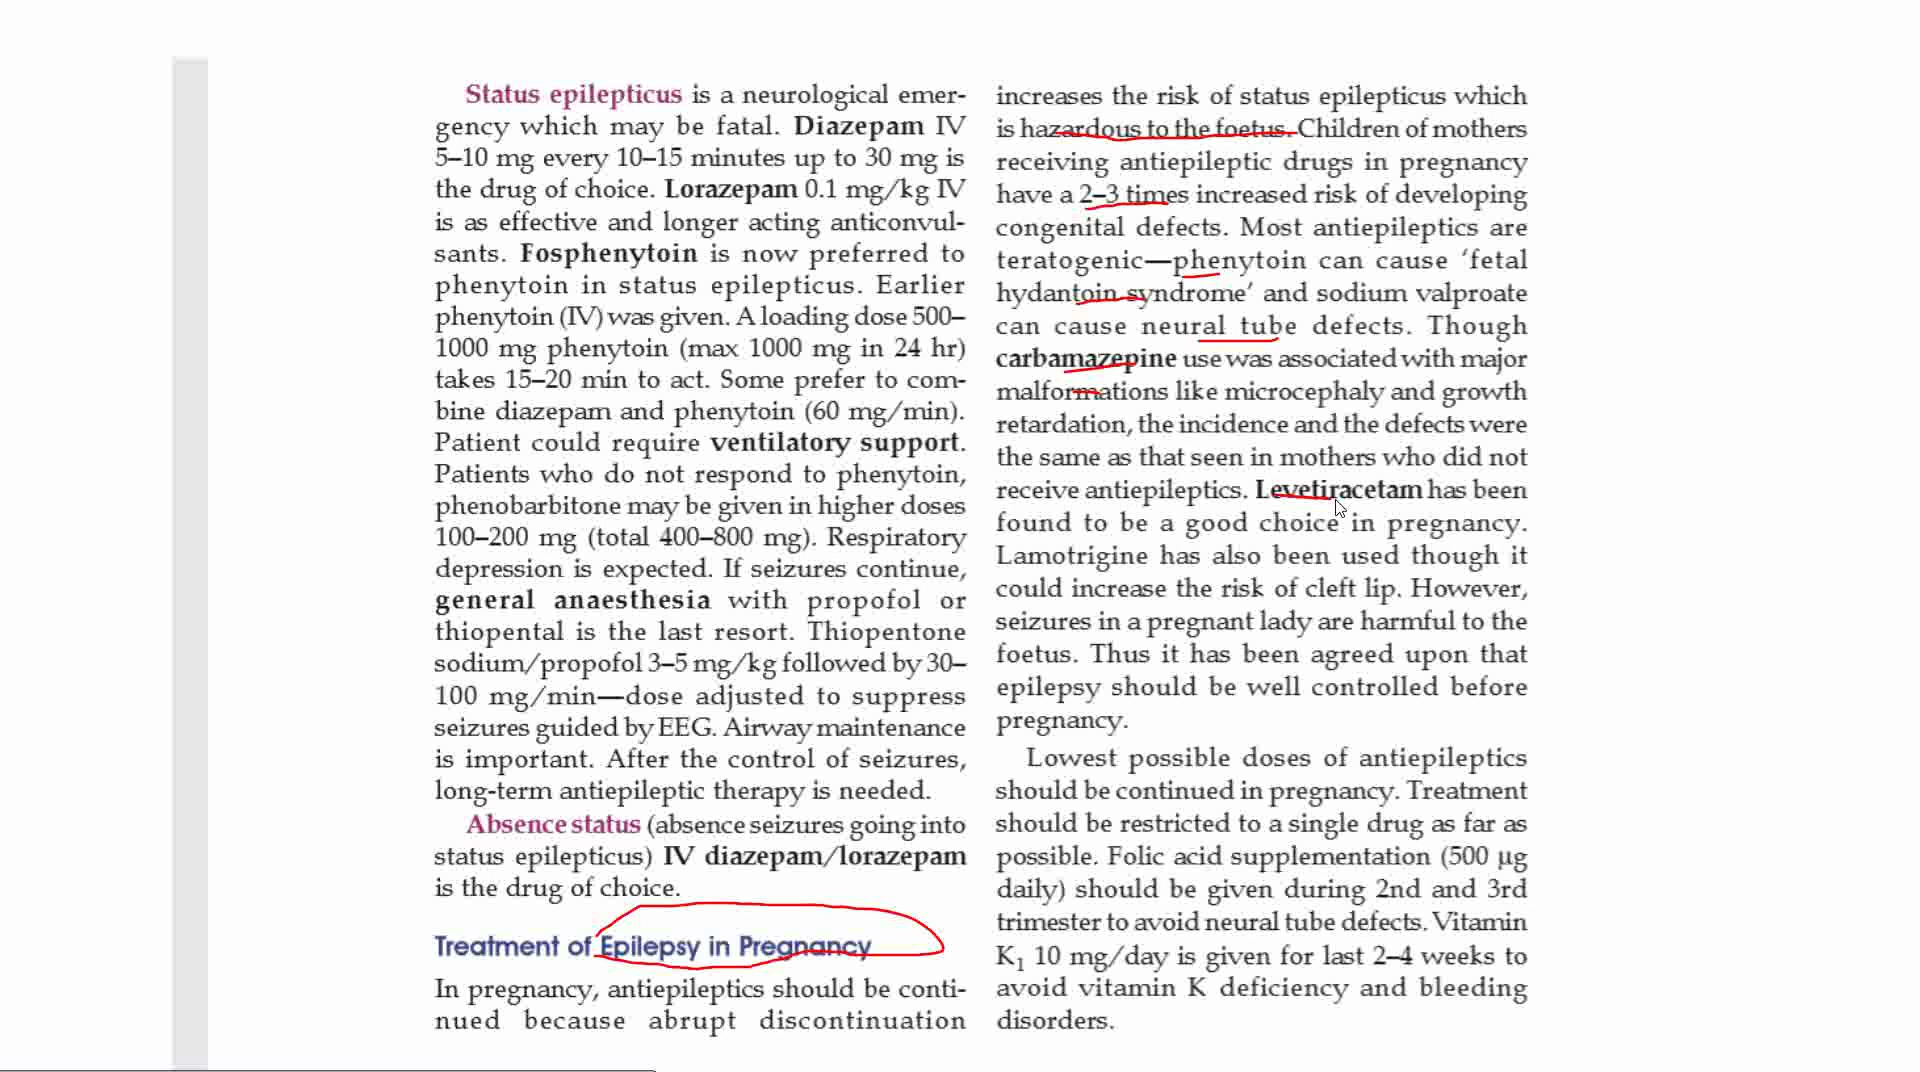 Status epilepticus is a neurological emer-
gency which may be fatal. Diazepam IV
5–10 mg every 10–15 minutes up to 30 mg is
the drug of choice. Lorazepam 0.1 mg/kg IV
is as effective and longer acting anticonvul-
sants. Fosphenytoin is now preferred to
phenytoin in status epilepticus. Earlier
phenytoin (IV) was given. A loading dose 500–
1000 mg phenytoin (max 1000 mg in 24 hr)
takes 15–20 min to act. Some prefer to com-
bine diazepam and phenytoin (60 mg/min).
Patient could require ventilatory support.
Patients who do not respond to phenytoin,
phenobarbitone may be given in higher doses
100–200 mg (total 400–800 mg). Respiratory
depression is expected. If seizures continue,
general anaesthesia with propofol or
thiopental is the last resort. Thiopentone
sodium/propofol 3–5 mg/kg followed by 30–
100 mg/min—dose adjusted to suppress
seizures guided by EEG. Airway maintenance
is important. After the control of seizures,
long-term antiepileptic therapy is needed.
Absence status (absence seizures going into
status epilepticus) IV diazepam/lorazepam
is the drug of choice.
Treatment of Epilepsy in Pregnancy
In pregnancy, antiepileptics should be conti-
nued because abrupt discontinuation
increases the risk of status epilepticus which
is hazardous to the foetus. Children of mothers
receiving antiepileptic drugs in pregnancy
have a 2–3 times increased risk of developing
congenital defects. Most antiepileptics are
teratogenic—phenytoin can cause ‘fetal
hydantoin syndrome’ and sodium valproate
can cause neural tube defects. Though
carbamazepine use was associated with major
malformations like microcephaly and growth
retardation, the incidence and the defects were
the same as that seen in mothers who did not
receive antiepileptics. Levetiracetam has been
found to be a good choice in pregnancy.
Lamotrigine has also been used though it
could increase the risk of cleft lip. However,
seizures in a pregnant lady are harmful to the
foetus. Thus it has been agreed upon that
epilepsy should be well controlled before
pregnancy.
Lowest possible doses of antiepileptics
should be continued in pregnancy. Treatment
should be restricted to a single drug as far as
possible. Folic acid supplementation (500 µg
daily) should be given during 2nd and 3rd
trimester to avoid neural tube defects. Vitamin
K₁ 10 mg/day is given for last 2–4 weeks to
avoid vitamin K deficiency and bleeding
disorders.